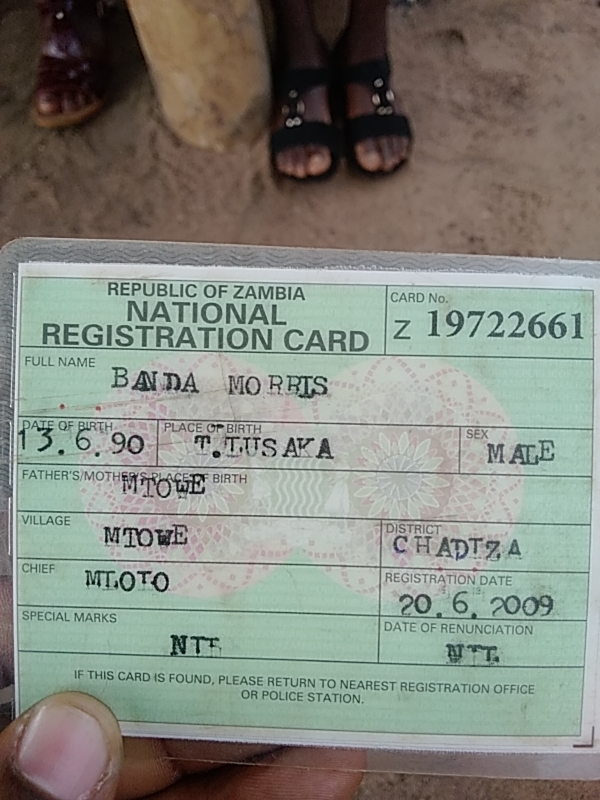 REPUBLIC OF ZAMBIA
NATIONAL
REGISTRATION CARD
CARD No.
Z 19722661
FULL NAME
BANDA MORRIS
DATE OF BIRTH
13.6.90
PLACE OF BIRTH
T.LUSAKA
SEX
MALE
FATHER'S/MOTHER'S PLACE OF BIRTH
MTOWE
VILLAGE
MTOWE
DISTRICT
CHADIZA
CHIEF
MLOTO
REGISTRATION DATE
20.6.2009
SPECIAL MARKS
NIL
DATE OF RENUNCIATION
NIL
IF THIS CARD IS FOUND, PLEASE RETURN TO NEAREST REGISTRATION OFFICE
OR POLICE STATION.